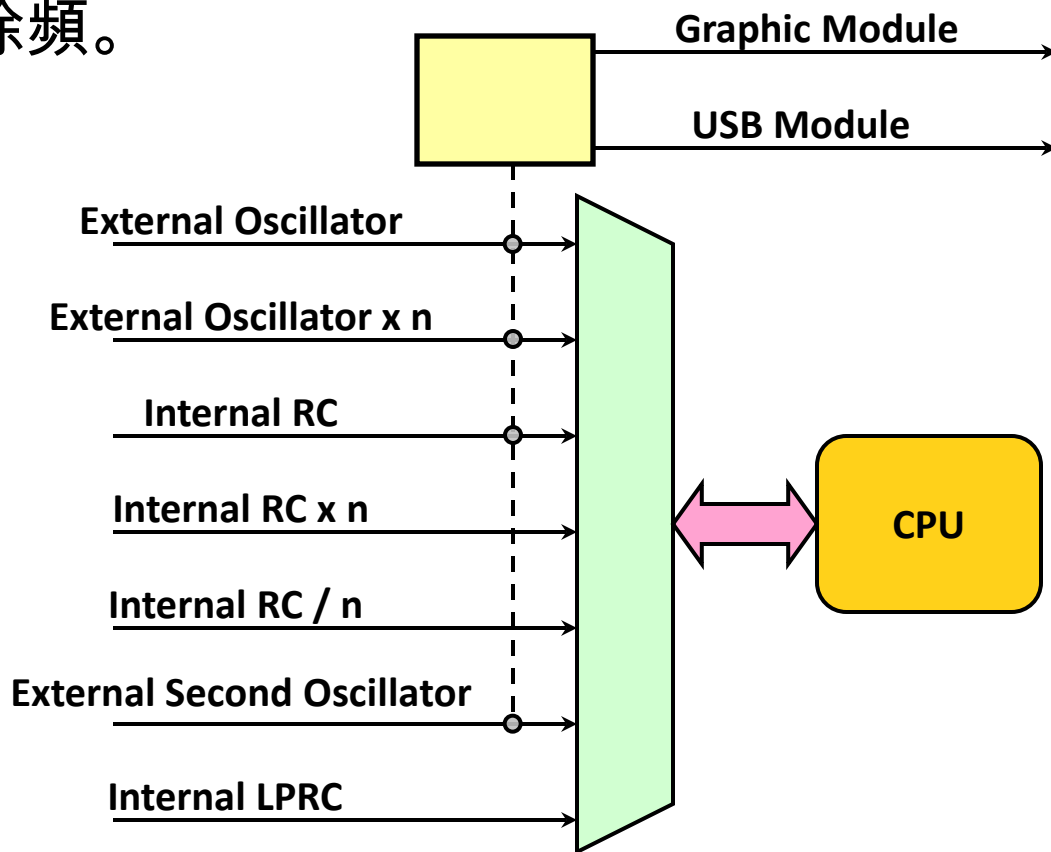 除頻。
Graphic Module
USB Module
External Oscillator
External Oscillator x n
Internal RC
Internal RC x n
Internal RC / n
External Second Oscillator
Internal LPRC
CPU